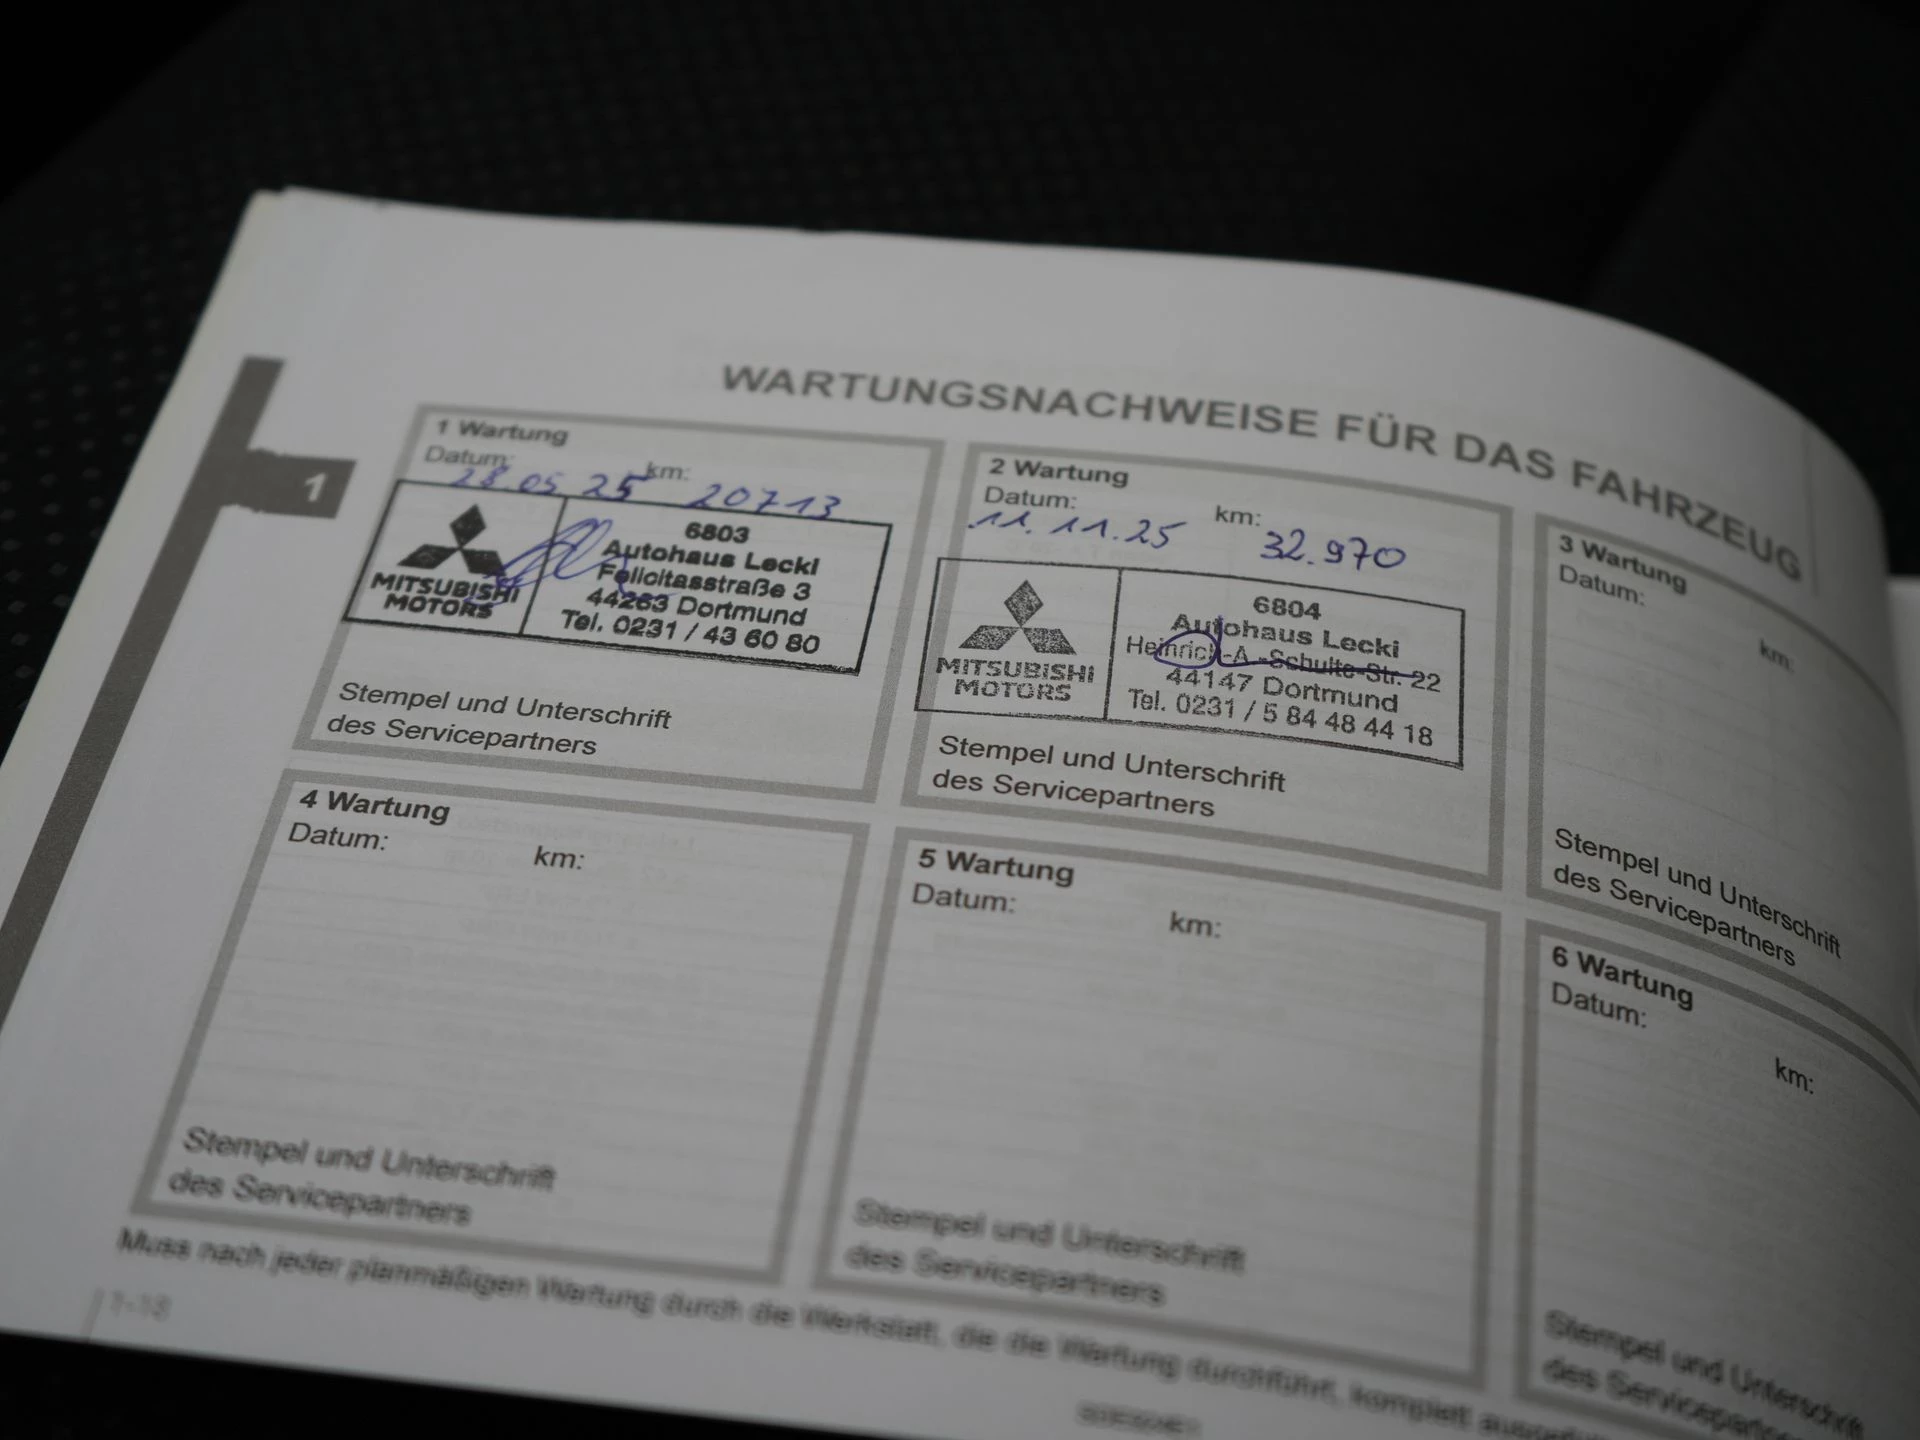 WARTUNGSNACHWEISE FÜR DAS FAHRZEUG
1
1 Wartung
Datum: km:
28.05 25 20713
MITSUBISHI
MOTORS
6803
Autohaus Lecki
Felicitasstraße 3
44263 Dortmund
Tel. 0231 / 43 60 80
Stempel und Unterschrift
des Servicepartners
2 Wartung
Datum: km:
11.11.25 32.970
MITSUBISHI
MOTORS
6804
Autohaus Lecki
Heinrich-A.-Schulte-Str. 22
44147 Dortmund
Tel. 0231 / 5 84 48 44 18
Stempel und Unterschrift
des Servicepartners
3 Wartung
Datum:
km:
Stempel und Unterschrift
des Servicepartners
4 Wartung
Datum: km:
Stempel und Unterschrift
des Servicepartners
5 Wartung
Datum: km:
Stempel und Unterschrift
des Servicepartners
6 Wartung
Datum:
km:
Stempel und Unterschrift
des Servicepartners
Muss nach jeder planmäßigen Wartung durch die Werkstatt, die die Wartung durchführt, komplett
1-18